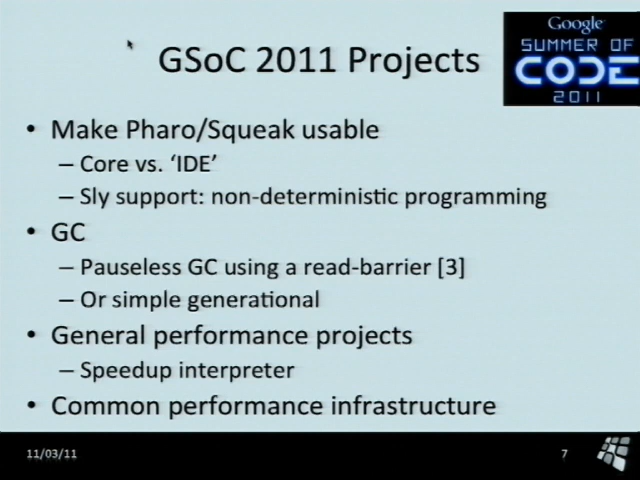 Google
SUMMER OF
CODE
2011
GSoC 2011 Projects
• Make Pharo/Squeak usable
– Core vs. ‘IDE’
– Sly support: non-deterministic programming
• GC
– Pauseless GC using a read-barrier [3]
– Or simple generational
• General performance projects
– Speedup interpreter
• Common performance infrastructure
11/03/11
7